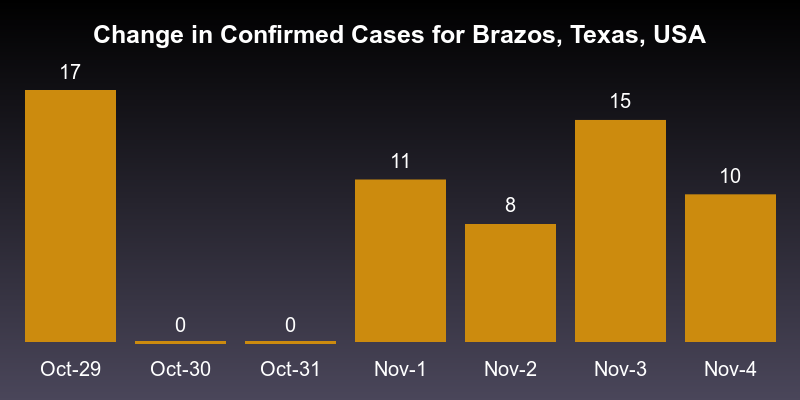 Change in Confirmed Cases for Brazos, Texas, USA
17
0
0
11
8
15
10
Oct-29
Oct-30
Oct-31
Nov-1
Nov-2
Nov-3
Nov-4